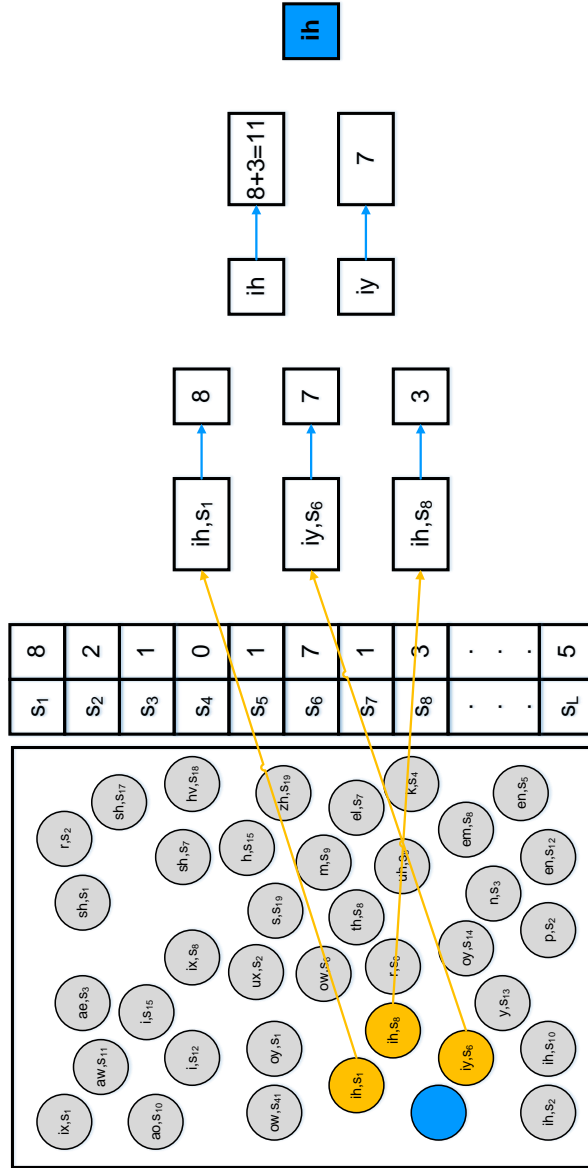 ix,s₁
r,s₂
ae,s₃
sh,s₁
aw,s₁₁
sh,s₁₇
i,s₁₅
ao,s₁₀
sh,s₇
i,s₁₂
ix,s₈
hv,s₁₈
h,s₁₅
ux,s₂
ow,s₄₁
oy,s₁
s,s₁₉
zh,s₁₉
m,s₉
th,s₈
el,s₇
ih,s₁
ih,s₈
k,s₄
iy,s₆
oy,s₁₄
em,s₈
y,s₁₃
n,s₃
en,s₅
ih,s₂
ih,s₁₀
p,s₂
en,s₁₂
s₁ 8
s₂ 2
s₃ 1
s₄ 0
s₅ 1
s₆ 7
s₇ 1
s₈ 3
. .
. .
. .
s_L 5
ih,s₁ 8
iy,s₆ 7
ih,s₈ 3
ih 8+3=11
iy 7
ih